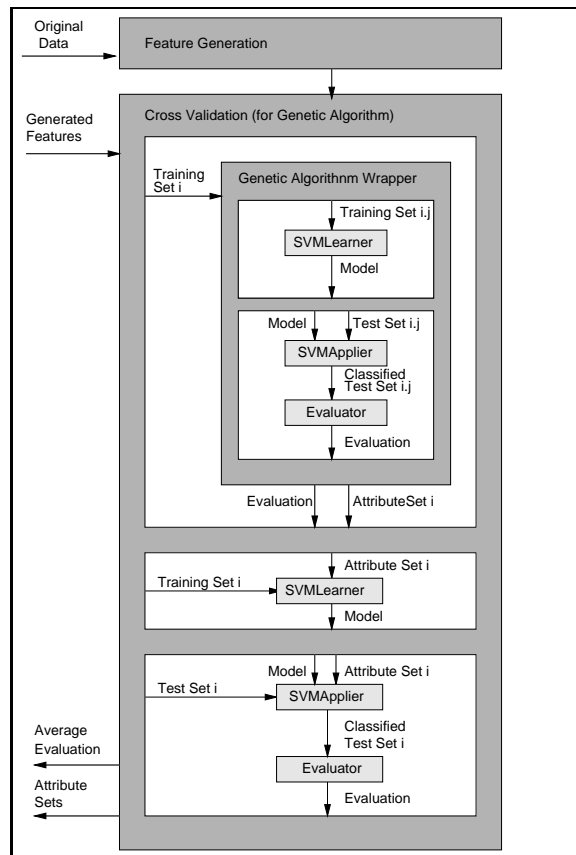 Original
Data
Feature Generation
Cross Validation (for Genetic Algorithm)
Generated
Features
Training
Set i
Genetic Algorithnm Wrapper
Training Set i.j
SVMLearner
Model
Model
Test Set i.j
SVMApplier
Classified
Test Set i.j
Evaluator
Evaluation
Evaluation
AttributeSet i
Attribute Set i
Training Set i
SVMLearner
Model
Model
Attribute Set i
Test Set i
SVMApplier
Classified
Test Set i
Average
Evaluation
Evaluator
Attribute
Sets
Evaluation